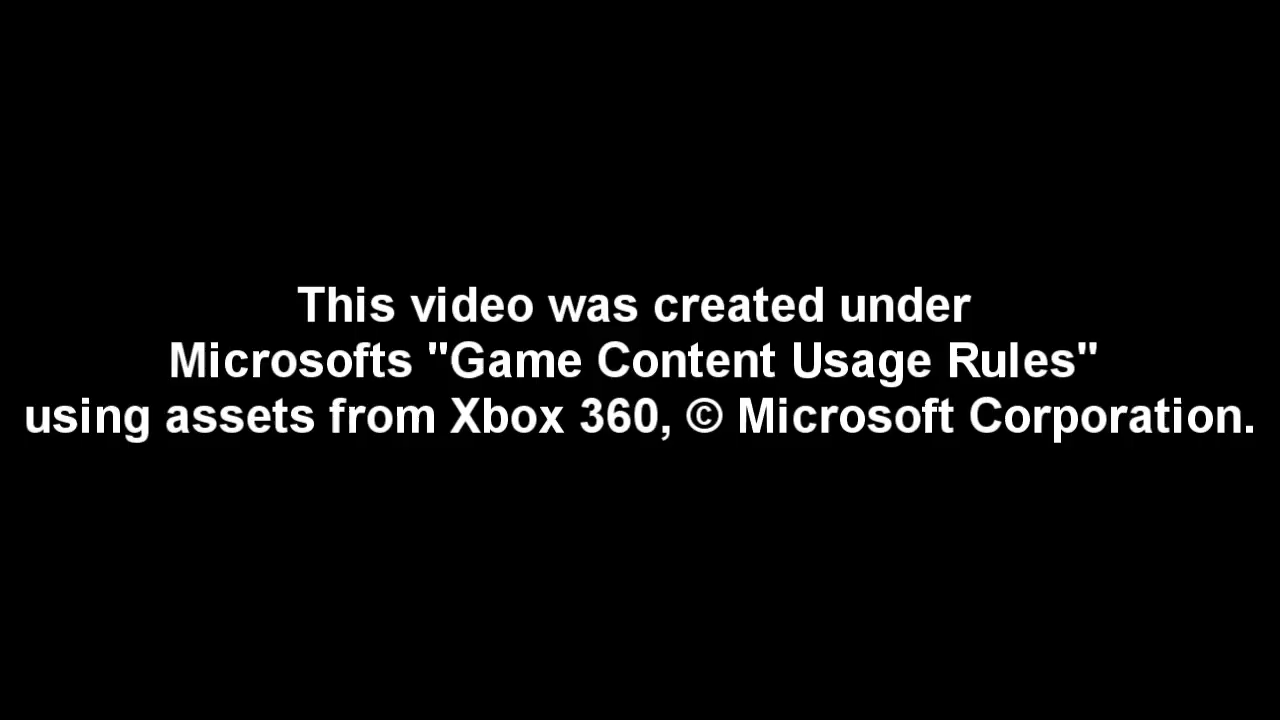 This video was created under
Microsofts "Game Content Usage Rules"
using assets from Xbox 360, © Microsoft Corporation.